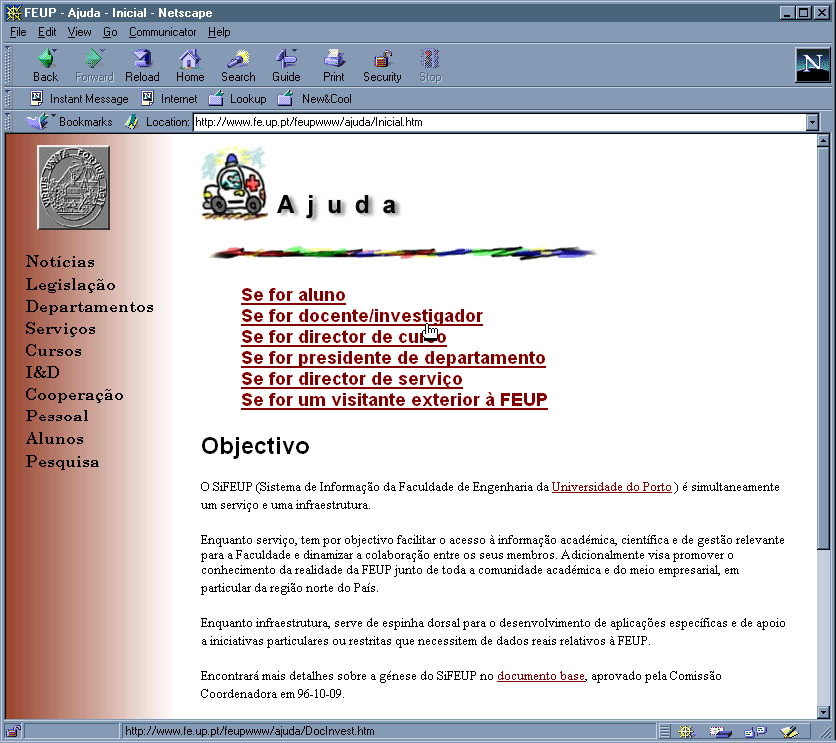 FEUP - Ajuda - Inicial - Netscape
File Edit View Go Communicator Help
Back Forward Reload Home Search Guide Print Security Stop
N
Instant Message Internet Lookup New&Cool
Bookmarks Location: http://www.fe.up.pt/feupwww/ajuda/Inicial.htm
Ajuda
Notícias
Legislação
Departamentos
Serviços
Cursos
I&D
Cooperação
Pessoal
Alunos
Pesquisa
Se for aluno
Se for docente/investigador
Se for director de curso
Se for presidente de departamento
Se for director de serviço
Se for um visitante exterior à FEUP
Objectivo
O SiFEUP (Sistema de Informação da Faculdade de Engenharia da Universidade do Porto ) é simultaneamente
um serviço e uma infraestrutura.
Enquanto serviço, tem por objectivo facilitar o acesso à informação académica, científica e de gestão relevante
para a Faculdade e dinamizar a colaboração entre os seus membros. Adicionalmente visa promover o
conhecimento da realidade da FEUP junto de toda a comunidade académica e do meio empresarial, em
particular da região norte do País.
Enquanto infraestrutura, serve de espinha dorsal para o desenvolvimento de aplicações específicas e de apoio
a iniciativas particulares ou restritas que necessitem de dados reais relativos à FEUP.
Encontrará mais detalhes sobre a génese do SiFEUP no documento base, aprovado pela Comissão
Coordenadora em 96-10-09.
http://www.fe.up.pt/feupwww/ajuda/DocInvest.htm